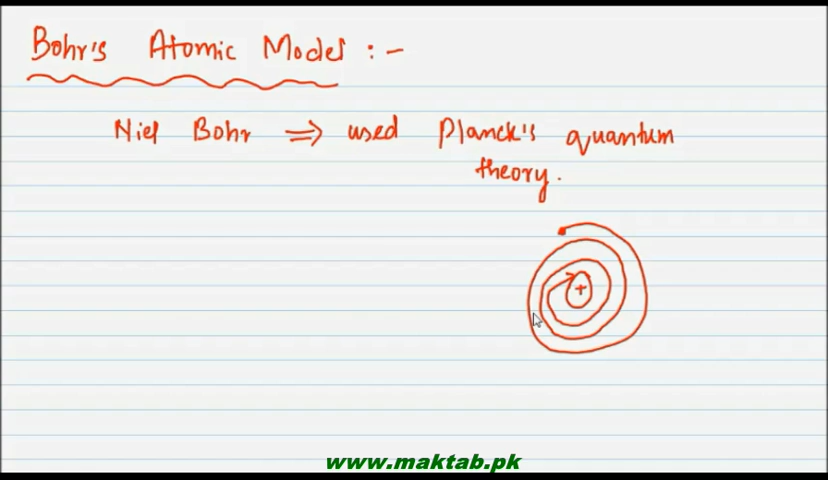 Bohr's Atomic Model :-
Niel Bohr ⇒ used Planck's quantum
theory.
+
www.maktab.pk